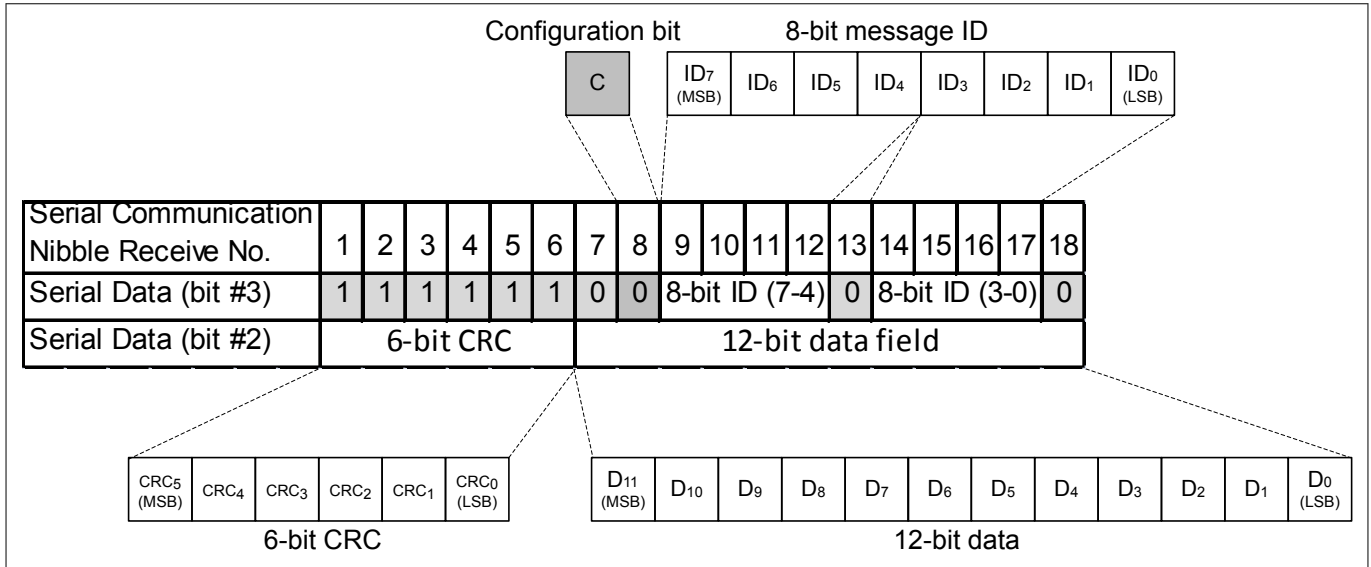 Configuration bit 8-bit message ID
C ID7 (MSB) ID6 ID5 ID4 ID3 ID2 ID1 ID0 (LSB)
Serial Communication Nibble Receive No. 1 2 3 4 5 6 7 8 9 10 11 12 13 14 15 16 17 18
Serial Data (bit #3) 1 1 1 1 1 1 0 0 8-bit ID (7-4) 0 8-bit ID (3-0) 0
Serial Data (bit #2) 6-bit CRC 12-bit data field
CRC5 (MSB) CRC4 CRC3 CRC2 CRC1 CRC0 (LSB) D11 (MSB) D10 D9 D8 D7 D6 D5 D4 D3 D2 D1 D0 (LSB)
6-bit CRC 12-bit data